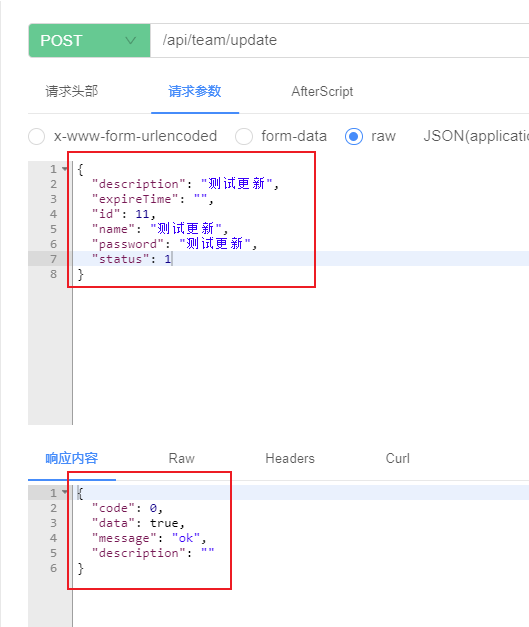 POST /api/team/update
请求头部 请求参数 AfterScript
x-www-form-urlencoded form-data raw JSON(applicatio
1 {
2 "description": "测试更新",
3 "expireTime": "",
4 "id": 11,
5 "name": "测试更新",
6 "password": "测试更新",
7 "status": 1
8 }
响应内容 Raw Headers Curl
1 {
2 "code": 0,
3 "data": true,
4 "message": "ok",
5 "description": ""
6 }